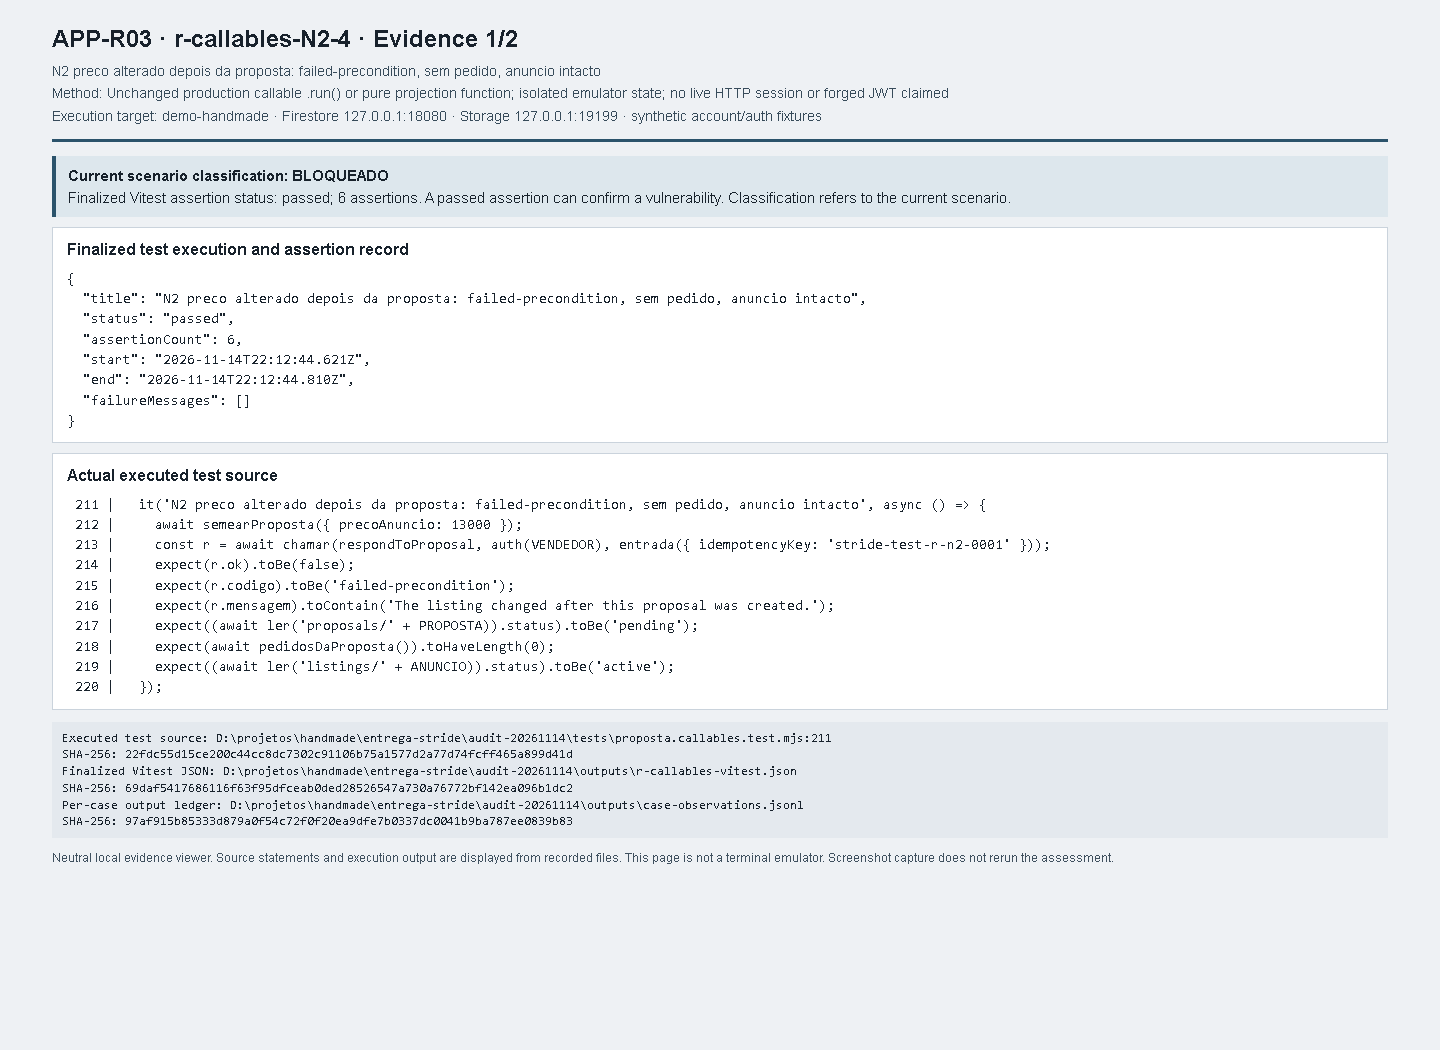 APP-R03 · r-callables-N2-4 · Evidence 1/2
N2 preco alterado depois da proposta: failed-precondition, sem pedido, anuncio intacto
Method: Unchanged production callable .run() or pure projection function; isolated emulator state; no live HTTP session or forged JWT claimed
Execution target: demo-handmade · Firestore 127.0.0.1:18080 · Storage 127.0.0.1:19199 · synthetic account/auth fixtures
Current scenario classification: BLOQUEADO
Finalized Vitest assertion status: passed; 6 assertions. A passed assertion can confirm a vulnerability. Classification refers to the current scenario.
Finalized test execution and assertion record
{
  "title": "N2 preco alterado depois da proposta: failed-precondition, sem pedido, anuncio intacto",
  "status": "passed",
  "assertionCount": 6,
  "start": "2026-11-14T22:12:44.621Z",
  "end": "2026-11-14T22:12:44.810Z",
  "failureMessages": []
}
Actual executed test source
211 |   it('N2 preco alterado depois da proposta: failed-precondition, sem pedido, anuncio intacto', async () => {
212 |     await semearProposta({ precoAnuncio: 13000 });
213 |     const r = await chamar(respondToProposal, auth(VENDEDOR), entrada({ idempotencyKey: 'stride-test-r-n2-0001' }));
214 |     expect(r.ok).toBe(false);
215 |     expect(r.codigo).toBe('failed-precondition');
216 |     expect(r.mensagem).toContain('The listing changed after this proposal was created.');
217 |     expect((await ler('proposals/' + PROPOSTA)).status).toBe('pending');
218 |     expect(await pedidosDaProposta()).toHaveLength(0);
219 |     expect((await ler('listings/' + ANUNCIO)).status).toBe('active');
220 |   });
Executed test source: D:\projetos\handmade\entrega-stride\audit-20261114\tests\proposta.callables.test.mjs:211
SHA-256: 22fdc55d15ce200c44cc8dc7302c91106b75a1577d2a77d74fcff465a899d41d
Finalized Vitest JSON: D:\projetos\handmade\entrega-stride\audit-20261114\outputs\r-callables-vitest.json
SHA-256: 69daf5417686116f63f95dfceab0ded28526547a730a76772bf142ea096b1dc2
Per-case output ledger: D:\projetos\handmade\entrega-stride\audit-20261114\outputs\case-observations.jsonl
SHA-256: 97af915b85333d879a0f54c72f0f20ea9dfe7b0337dc0041b9ba787ee0839b83
Neutral local evidence viewer. Source statements and execution output are displayed from recorded files. This page is not a terminal emulator. Screenshot capture does not rerun the assessment.